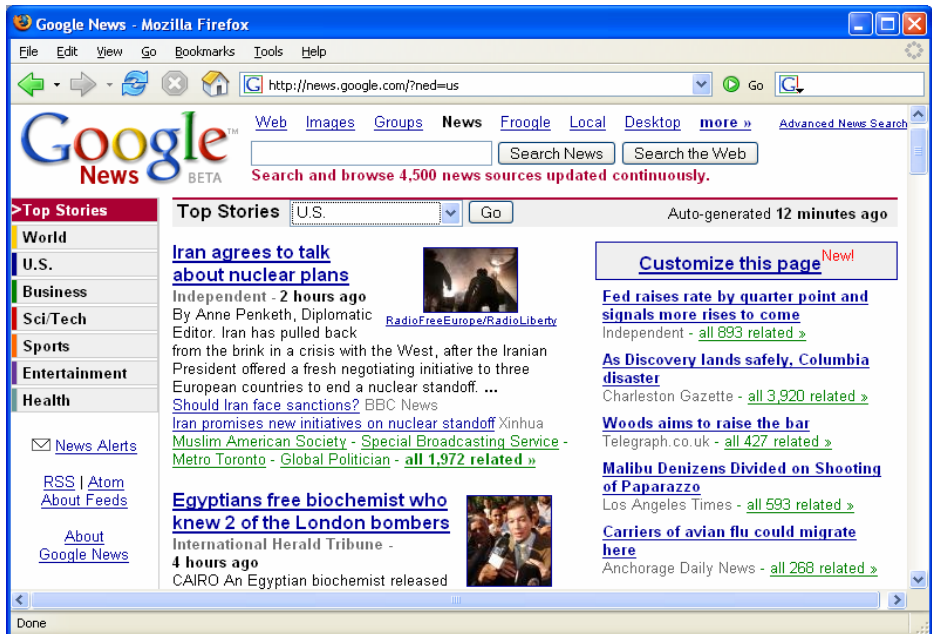 Google News - Mozilla Firefox
File Edit View Go Bookmarks Tools Help
http://news.google.com/?ned=us Go G
Google™
News BETA
Web Images Groups News Froogle Local Desktop more » Advanced News Search
Search News Search the Web
Search and browse 4,500 news sources updated continuously.
>Top Stories
World
U.S.
Business
Sci/Tech
Sports
Entertainment
Health
News Alerts
RSS | Atom
About Feeds
About
Google News
Top Stories U.S. Go Auto-generated 12 minutes ago
Iran agrees to talk
about nuclear plans
Independent - 2 hours ago
By Anne Penketh, Diplomatic
Editor. Iran has pulled back
RadioFreeEurope/RadioLiberty
from the brink in a crisis with the West, after the Iranian
President offered a fresh negotiating initiative to three
European countries to end a nuclear standoff. ...
Should Iran face sanctions? BBC News
Iran promises new initiatives on nuclear standoff Xinhua
Muslim American Society - Special Broadcasting Service -
Metro Toronto - Global Politician - all 1,972 related »
Egyptians free biochemist who
knew 2 of the London bombers
International Herald Tribune -
4 hours ago
CAIRO An Egyptian biochemist released
Customize this page New!
Fed raises rate by quarter point and
signals more rises to come
Independent - all 893 related »
As Discovery lands safely, Columbia
disaster
Charleston Gazette - all 3,920 related »
Woods aims to raise the bar
Telegraph.co.uk - all 427 related »
Malibu Denizens Divided on Shooting
of Paparazzo
Los Angeles Times - all 593 related »
Carriers of avian flu could migrate
here
Anchorage Daily News - all 268 related »
Done